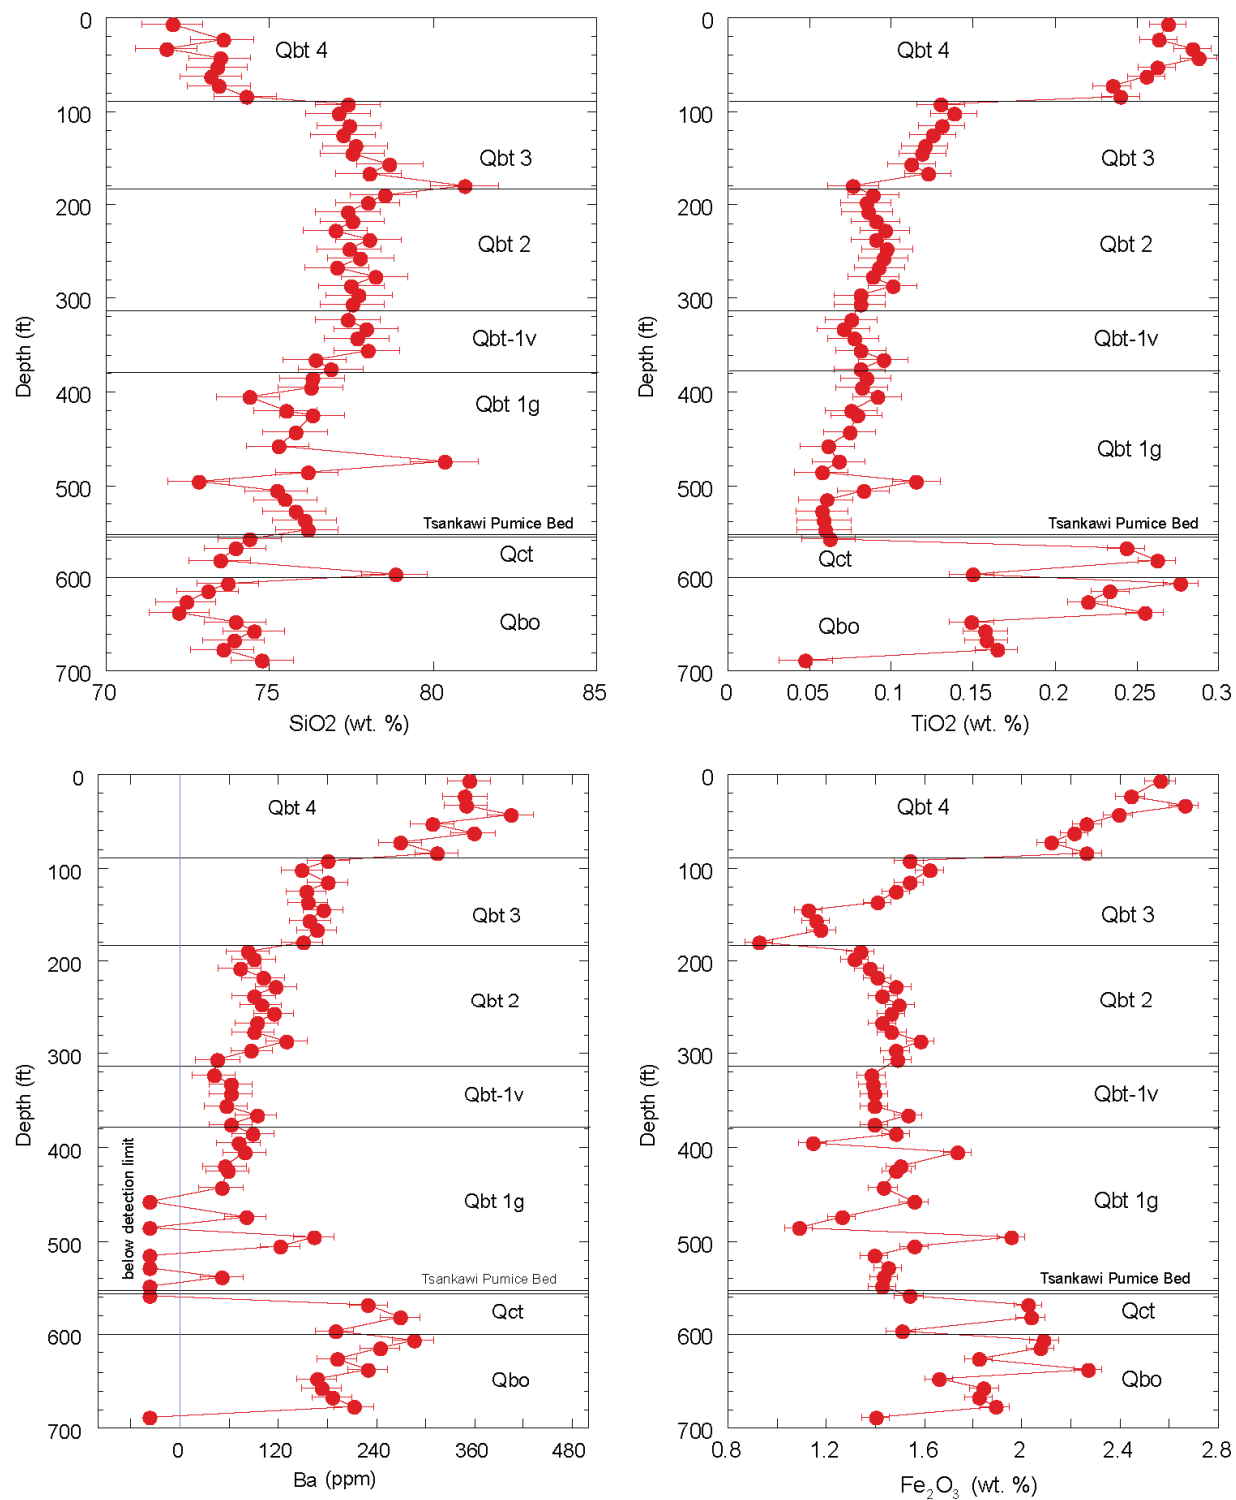 0
100
200
300
400
500
600
700
Depth (ft)
Qbt 4
Qbt 3
Qbt 2
Qbt-1v
Qbt 1g
Tsankawi Pumice Bed
Qct
Qbo
70
75
80
85
SiO2 (wt. %)
0
100
200
300
400
500
600
700
Depth (ft)
Qbt 4
Qbt 3
Qbt 2
Qbt-1v
Qbt 1g
Tsankawi Pumice Bed
Qct
Qbo
0
0.05
0.1
0.15
0.2
0.25
0.3
TiO2 (wt. %)
0
100
200
300
400
500
600
700
Depth (ft)
Qbt 4
Qbt 3
Qbt 2
Qbt-1v
below detection limit
Qbt 1g
Tsankawi Pumice Bed
Qct
Qbo
0
120
240
360
480
Ba (ppm)
0
100
200
300
400
500
600
700
Depth (ft)
Qbt 4
Qbt 3
Qbt 2
Qbt-1v
Qbt 1g
Tsankawi Pumice Bed
Qct
Qbo
0.8
1.2
1.6
2
2.4
2.8
Fe₂O₃ (wt. %)